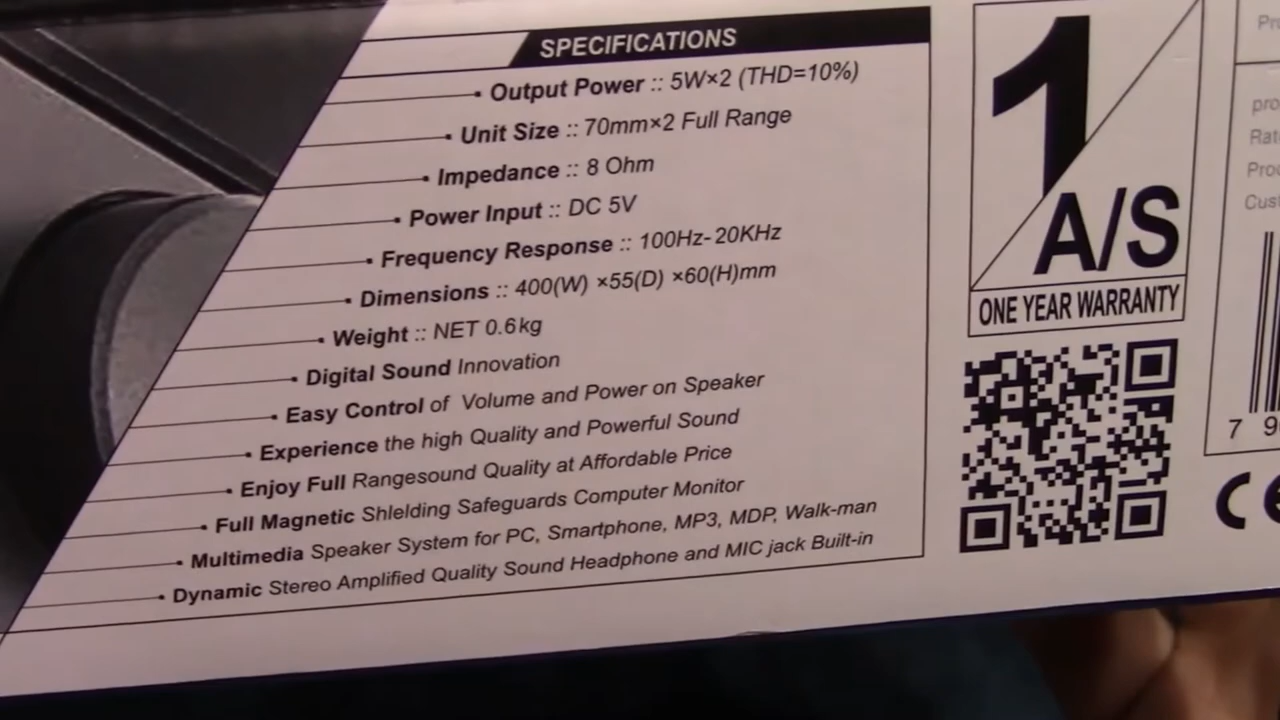 SPECIFICATIONS
Output Power :: 5W×2 (THD=10%)
Unit Size :: 70mm×2 Full Range
Impedance :: 8 Ohm
Power Input :: DC 5V
Frequency Response :: 100Hz-20KHz
Dimensions :: 400(W) ×55(D) ×60(H)mm
Weight :: NET 0.6kg
Digital Sound Innovation
Easy Control of Volume and Power on Speaker
Experience the high Quality and Powerful Sound
Enjoy Full Rangesound Quality at Affordable Price
Full Magnetic Shlelding Safeguards Computer Monitor
Multimedia Speaker System for PC, Smartphone, MP3, MDP, Walk-man
Dynamic Stereo Amplified Quality Sound Headphone and MIC jack Built-in
1
A/S
ONE YEAR WARRANTY
7 9
CE